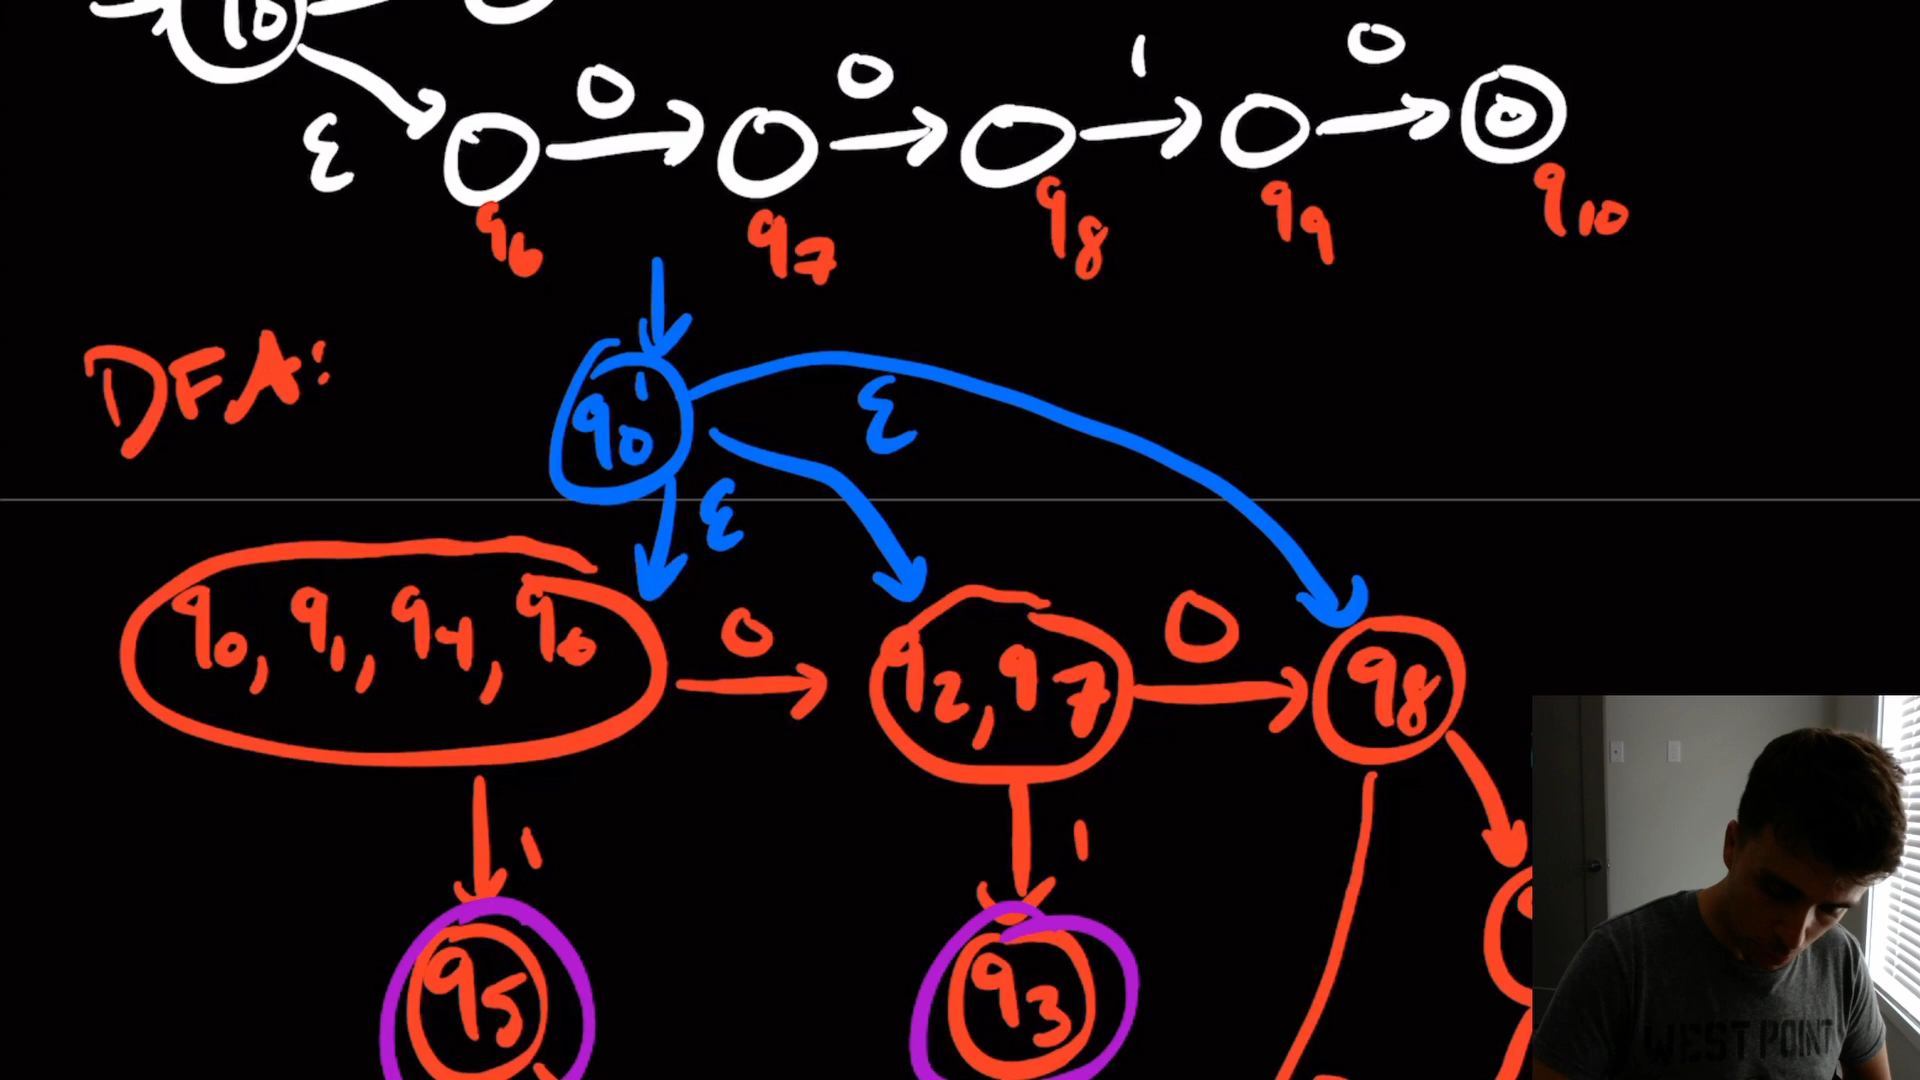 q0
0 0 1 0
ε
q6 q7 q8 q9 q10
DFA:
q0'
ε
ε
q0, q1, q4, q6
0
q2, q7
0
q8
1
1
q5
q3
WEST POINT